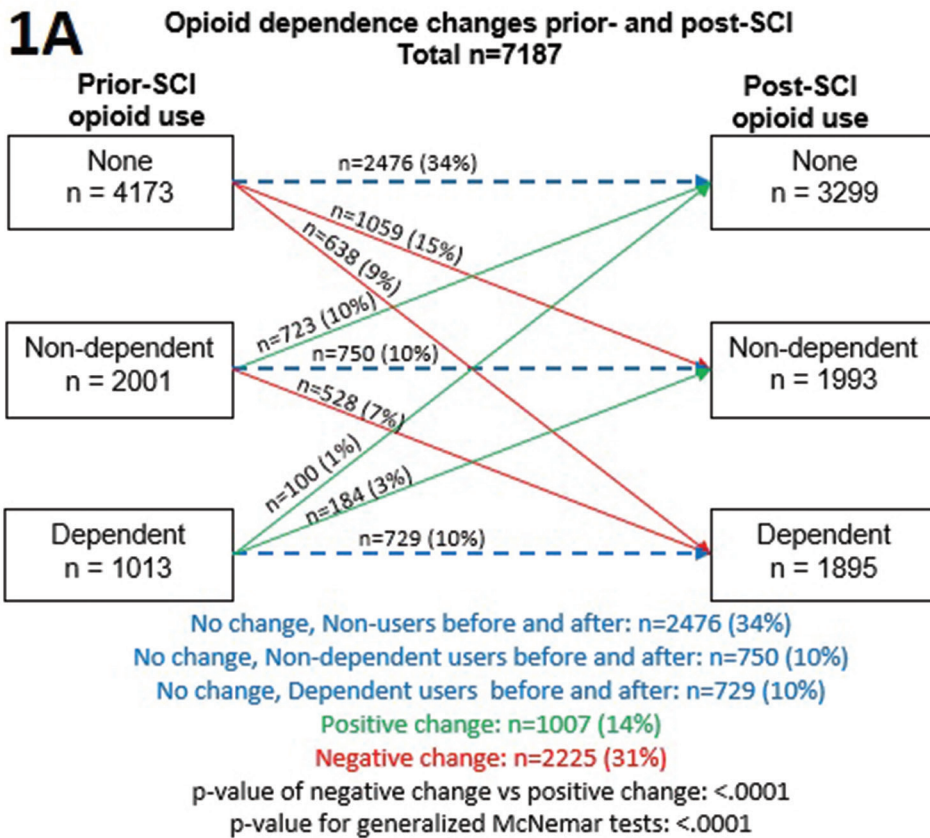 1A
Opioid dependence changes prior- and post-SCI
Total n=7187
Prior-SCI
opioid use
Post-SCI
opioid use
None
n = 4173
n=2476 (34%)
None
n = 3299
n=1059 (15%)
n=638 (9%)
n=723 (10%)
Non-dependent
n = 2001
n=750 (10%)
Non-dependent
n = 1993
n=528 (7%)
n=100 (1%)
n=184 (3%)
Dependent
n = 1013
n=729 (10%)
Dependent
n = 1895
No change, Non-users before and after: n=2476 (34%)
No change, Non-dependent users before and after: n=750 (10%)
No change, Dependent users before and after: n=729 (10%)
Positive change: n=1007 (14%)
Negative change: n=2225 (31%)
p-value of negative change vs positive change: <.0001
p-value for generalized McNemar tests: <.0001